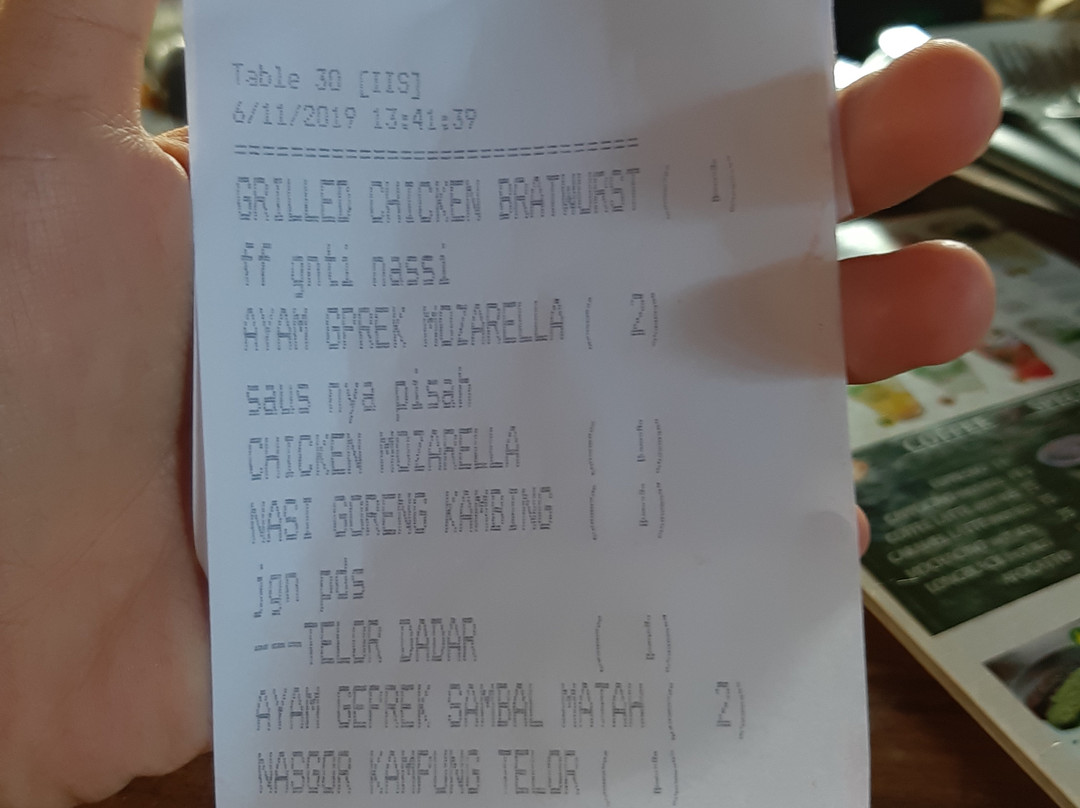 Table 30 [IIS]
6/11/2019 13:41:39
==============================
GRILLED CHICKEN BRATWURST ( 1)
ff gnti nassi
AYAM GPREK MOZARELLA ( 2)
saus nya pisah
CHICKEN MOZARELLA ( 1)
NASI GORENG KAMBING ( 1)
jgn pds
---TELOR DADAR ( 1)
AYAM GEPREK SAMBAL MATAH ( 2)
NASGOR KAMPUNG TELOR ( 1)
COFFEE